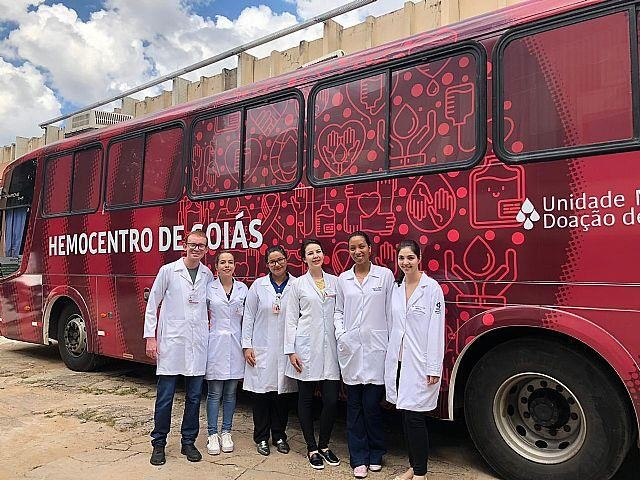 HEMOCENTRO DE GOIÁS
Unidade
Doação de